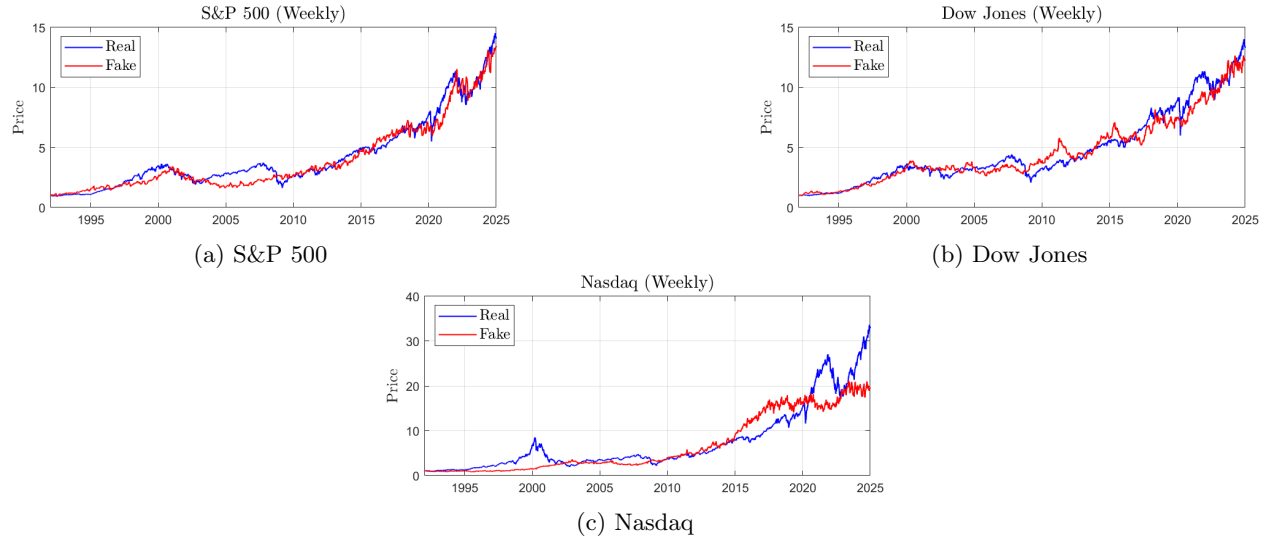 S&P 500 (Weekly)
Real
Fake
Price
15
10
5
0
1995 2000 2005 2010 2015 2020 2025
(a) S&P 500
Dow Jones (Weekly)
Real
Fake
Price
15
10
5
0
1995 2000 2005 2010 2015 2020 2025
(b) Dow Jones
Nasdaq (Weekly)
Real
Fake
Price
40
30
20
10
0
1995 2000 2005 2010 2015 2020 2025
(c) Nasdaq